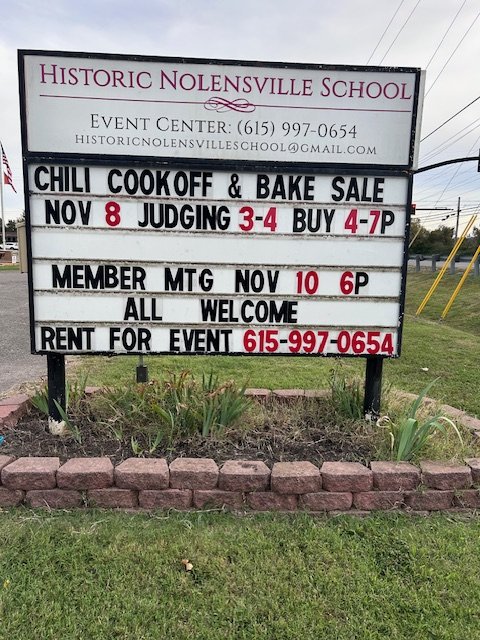 Historic Nolensville School
Event Center: (615) 997-0654
historicnolensvilleschool@gmail.com
CHILI COOKOFF & BAKE SALE
NOV 8 JUDGING 3-4 BUY 4-7P
MEMBER MTG NOV 10 6P
ALL WELCOME
RENT FOR EVENT 615-997-0654